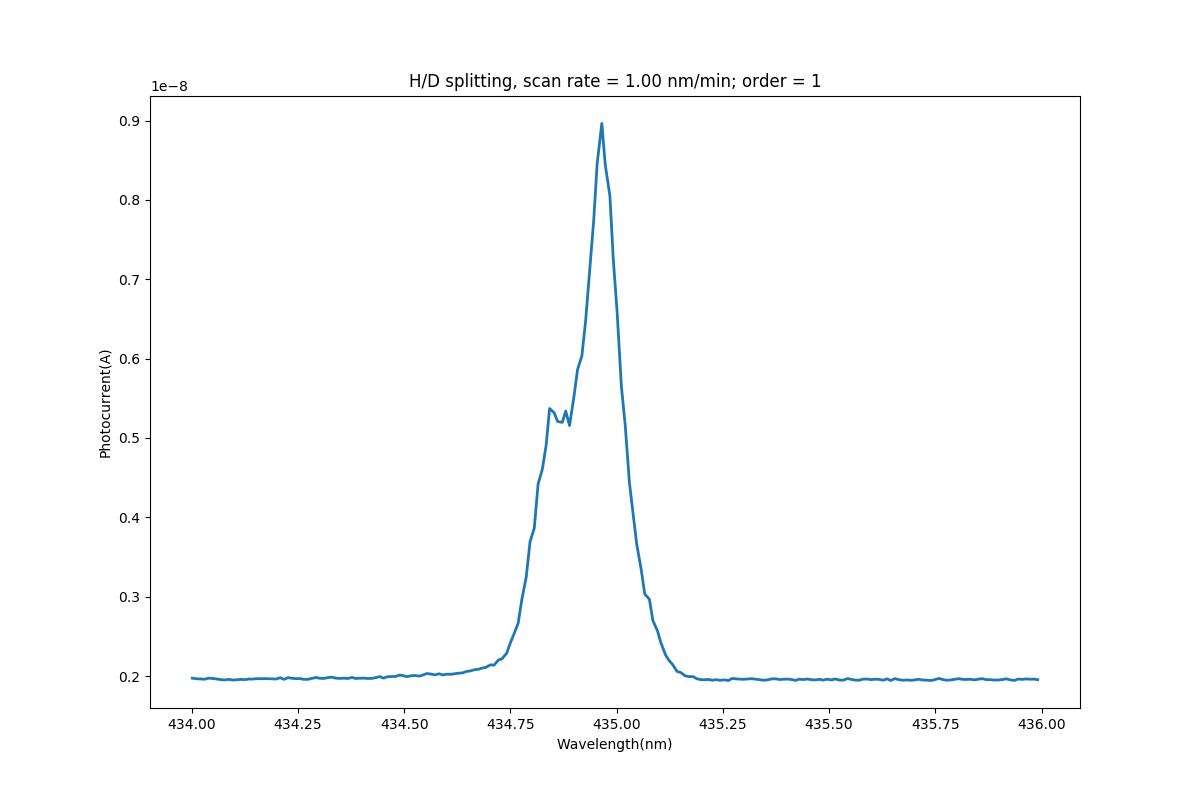 H/D splitting, scan rate = 1.00 nm/min; order = 1
1e−8
0.9
0.8
0.7
0.6
0.5
0.4
0.3
0.2
Photocurrent(A)
434.00 434.25 434.50 434.75 435.00 435.25 435.50 435.75 436.00
Wavelength(nm)